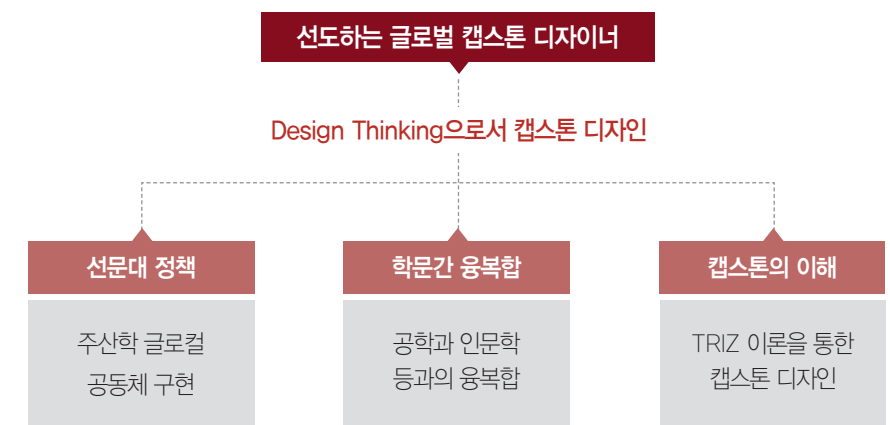 선도하는 글로벌 캡스톤 디자이너
Design Thinking으로서 캡스톤 디자인
선문대 정책
주산학 글로컬
공동체 구현
학문간 융복합
공학과 인문학
등과의 융복합
캡스톤의 이해
TRIZ 이론을 통한
캡스톤 디자인